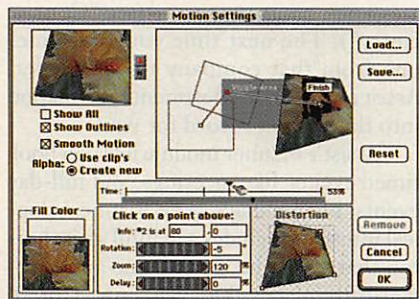 Motion Settings
Visible Area
Finish
Load...
Save...
Show All
Show Outlines
Smooth Motion
Use clip's
Create new
Reset
Time:
53%
Fill Color
Click on a point above:
Info: #2 is at 80 , 0
Rotation: -5 °
Zoom: 120 %
Delay: 0 %
Distortion
Remove
Cancel
OK